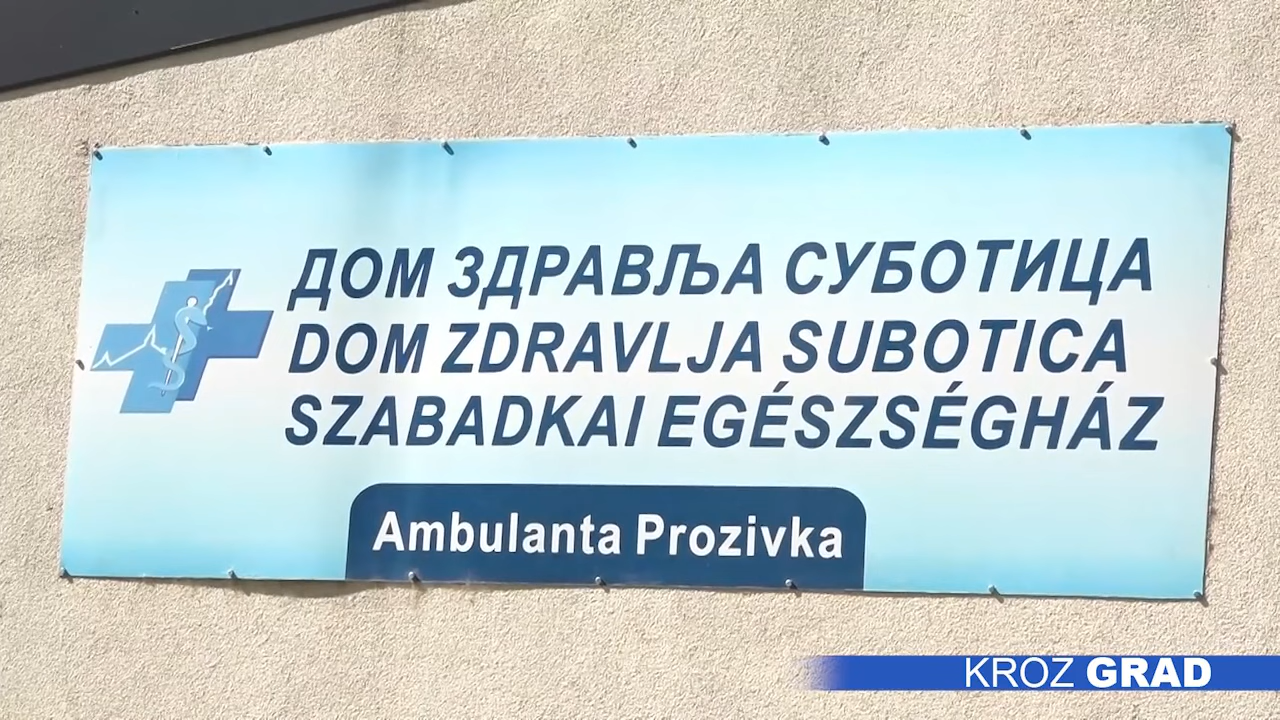 ДОМ ЗДРАВЉА СУБОТИЦА
DOM ZDRAVLJA SUBOTICA
SZABADKAI EGÉSZSÉGHÁZ
Ambulanta Prozivka
KROZ GRAD